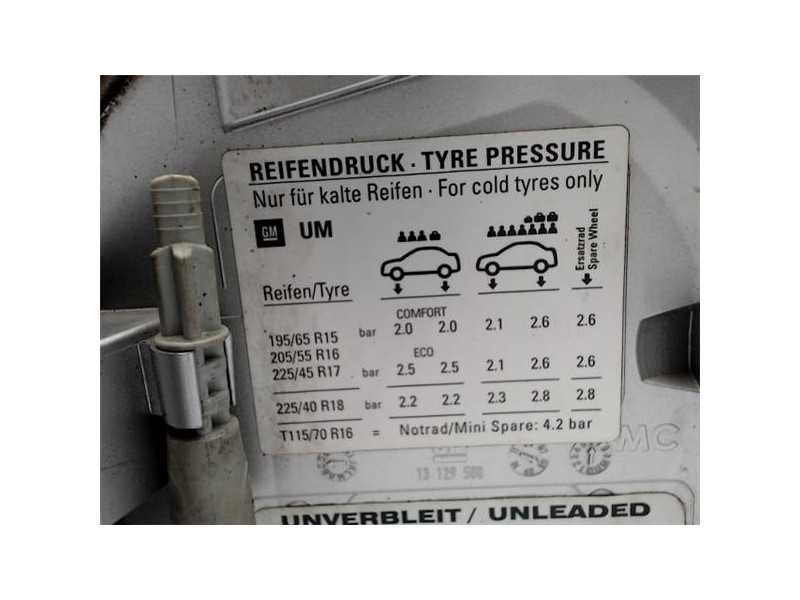 REIFENDRUCK · TYRE PRESSURE
Nur für kalte Reifen · For cold tyres only
GM UM
Ersatzrad
Spare Wheel
Reifen/Tyre
COMFORT
195/65 R15 bar 2.0 2.0 2.1 2.6 2.6
205/55 R16 ECO
225/45 R17 bar 2.5 2.5 2.1 2.6 2.6
225/40 R18 bar 2.2 2.2 2.3 2.8 2.8
T115/70 R16 = Notrad/Mini Spare: 4.2 bar
MC
13 129 580
UNVERBLEIT / UNLEADED